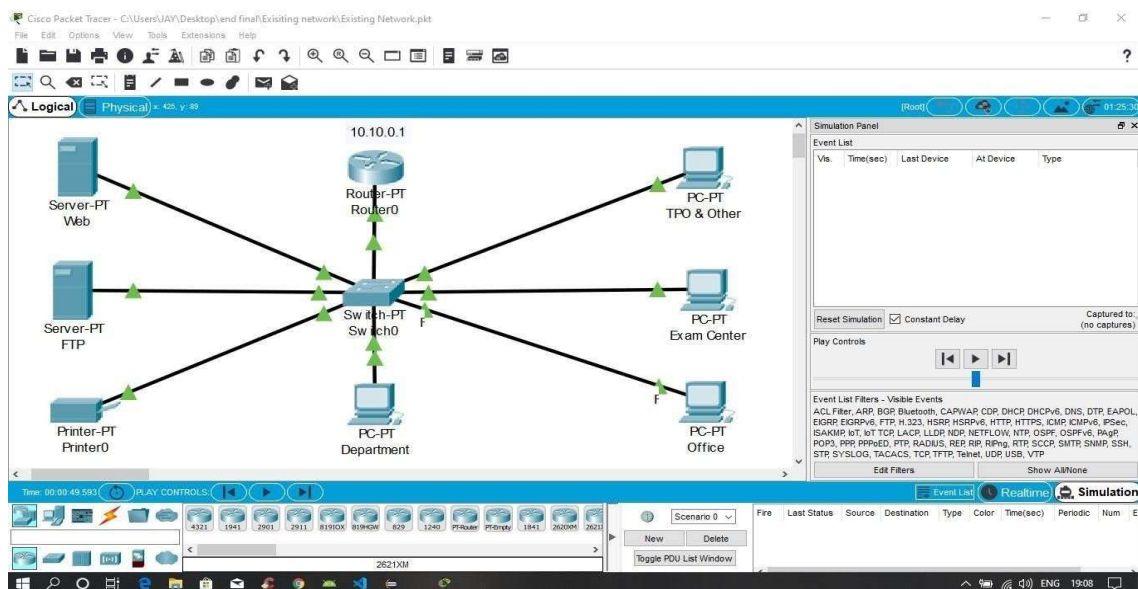 Cisco Packet Tracer - C:\Users\JAY\Desktop\end final\Exisiting network\Existing Network.pkt
File Edit Options View Tools Extensions Help
Logical Physical x: 425, y: 89 [Root] 01:25:30
10.10.0.1
Router-PT
Router0
Server-PT
Web
PC-PT
TPO & Other
Server-PT
FTP
Switch-PT
Switch0
F
PC-PT
Exam Center
Printer-PT
Printer0
PC-PT
Department
F
PC-PT
Office
Simulation Panel
Event List
Vis. Time(sec) Last Device At Device Type
Reset Simulation Constant Delay Captured to:
(no captures)
Play Controls
Event List Filters - Visible Events
ACL Filter, ARP, BGP, Bluetooth, CAPWAP, CDP, DHCP, DHCPv6, DNS, DTP, EAPOL,
EIGRP, EIGRPv6, FTP, H.323, HSRP, HSRPv6, HTTP, HTTPS, ICMP, ICMPv6, IPSec,
ISAKMP, IoT, IoT TCP, LACP, LLDP, NDP, NETFLOW, NTP, OSPF, OSPFv6, PAgP,
POP3, PPP, PPPoED, PTP, RADIUS, REP, RIP, RIPng, RTP, SCCP, SMTP, SNMP, SSH,
STP, SYSLOG, TACACS, TCP, TFTP, Telnet, UDP, USB, VTP
Edit Filters Show All/None
Time: 00:00:49.593 PLAY CONTROLS: Event List Realtime Simulation
4321 1941 2901 2911 819IOX 819HGW 829 1240 PT-Router PT-Empty 1841 2620XM 2621
2621XM
Scenario 0
New Delete
Toggle PDU List Window
Fire Last Status Source Destination Type Color Time(sec) Periodic Num E
ENG 19:08